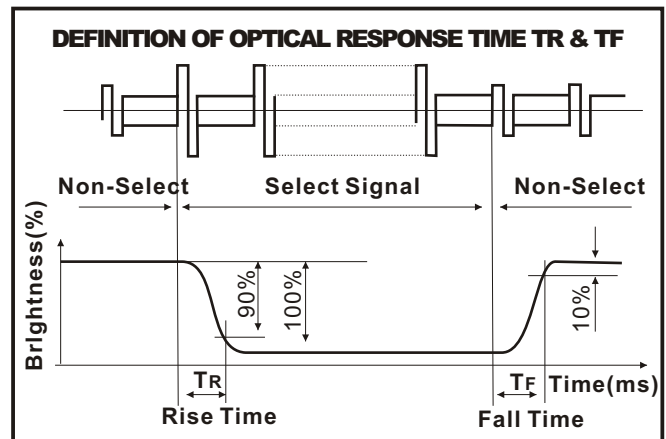 DEFINITION OF OPTICAL RESPONSE TIME TR & TF
Non-Select Select Signal Non-Select
Brightness(%)
90%
100%
10%
TR TF Time(ms)
Rise Time Fall Time